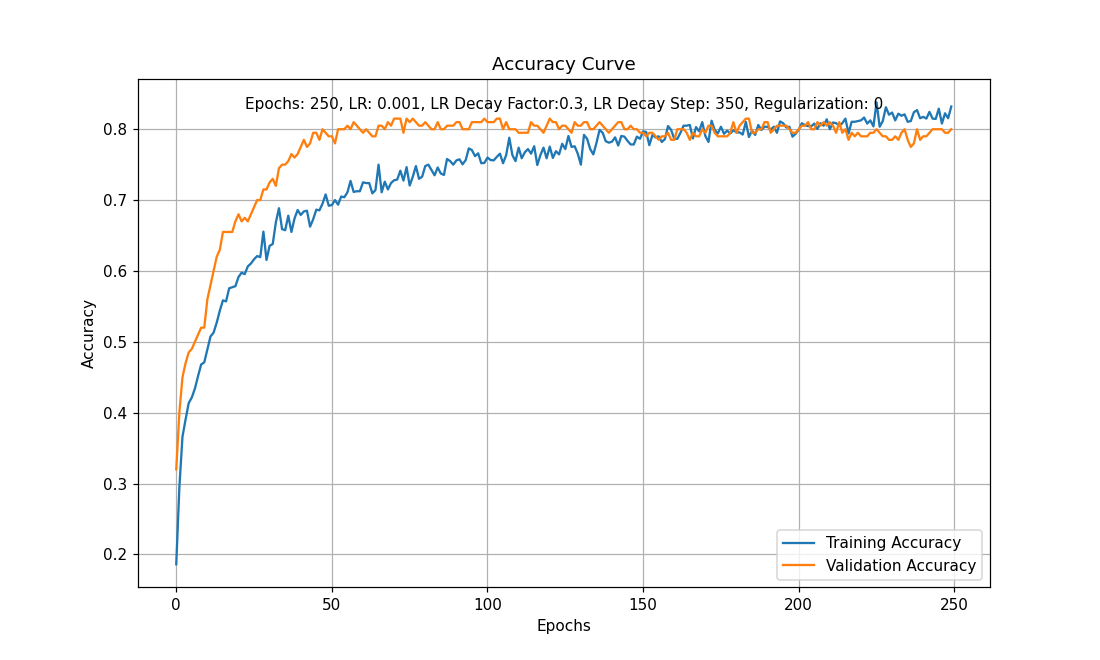 Accuracy Curve
Epochs: 250, LR: 0.001, LR Decay Factor:0.3, LR Decay Step: 350, Regularization: 0
Accuracy
0.8
0.7
0.6
0.5
0.4
0.3
0.2
Training Accuracy
Validation Accuracy
0 50 100 150 200 250
Epochs